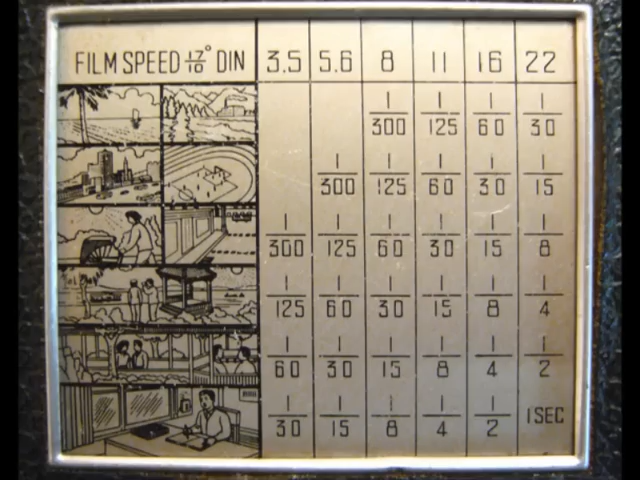 FILM SPEED 17/10° DIN 3.5 5.6 8 11 16 22
1/300 1/125 1/60 1/30
1/300 1/125 1/60 1/30 1/15
1/300 1/125 1/60 1/30 1/15 1/8
1/125 1/60 1/30 1/15 1/8 1/4
1/60 1/30 1/15 1/8 1/4 1/2
1/30 1/15 1/8 1/4 1/2 1SEC